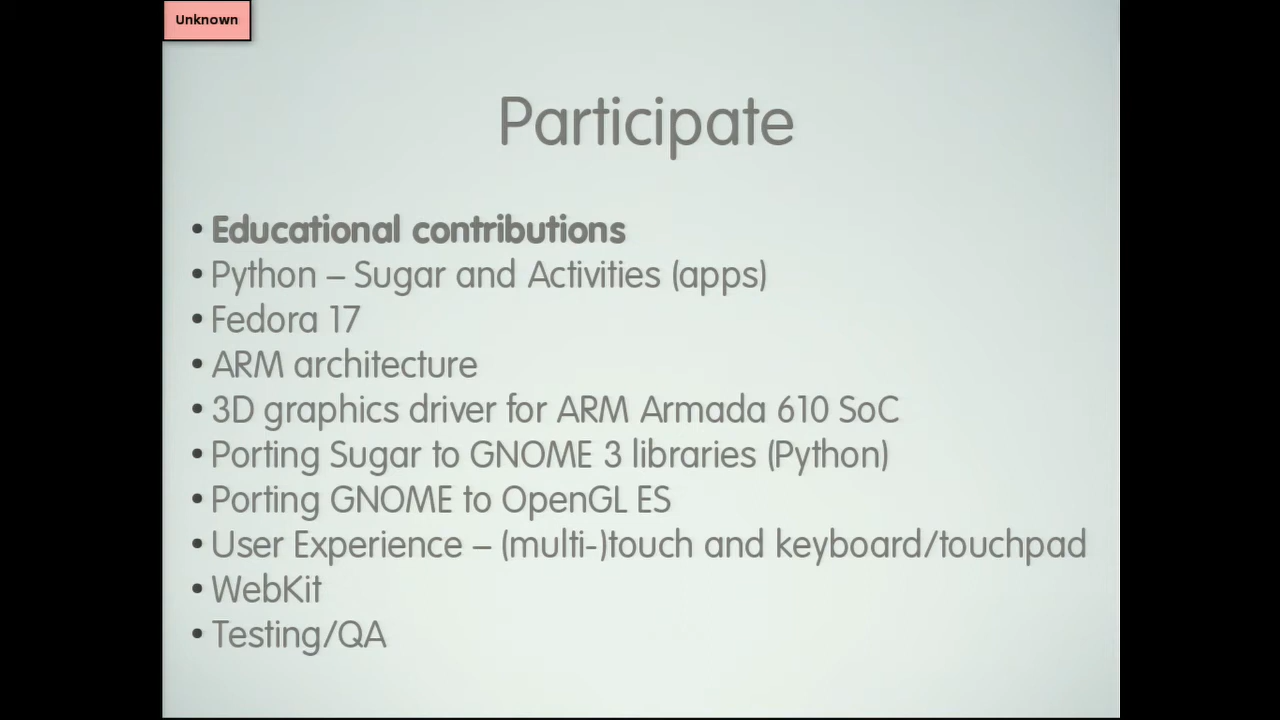 Unknown
Participate
• Educational contributions
• Python – Sugar and Activities (apps)
• Fedora 17
• ARM architecture
• 3D graphics driver for ARM Armada 610 SoC
• Porting Sugar to GNOME 3 libraries (Python)
• Porting GNOME to OpenGL ES
• User Experience – (multi-)touch and keyboard/touchpad
• WebKit
• Testing/QA